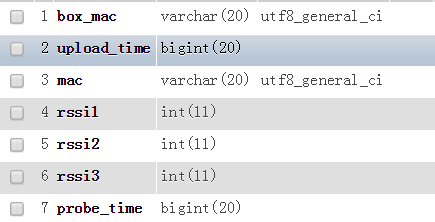 1 box_mac varchar(20) utf8_general_ci
2 upload_time bigint(20)
3 mac varchar(20) utf8_general_ci
4 rssi1 int(11)
5 rssi2 int(11)
6 rssi3 int(11)
7 probe_time bigint(20)